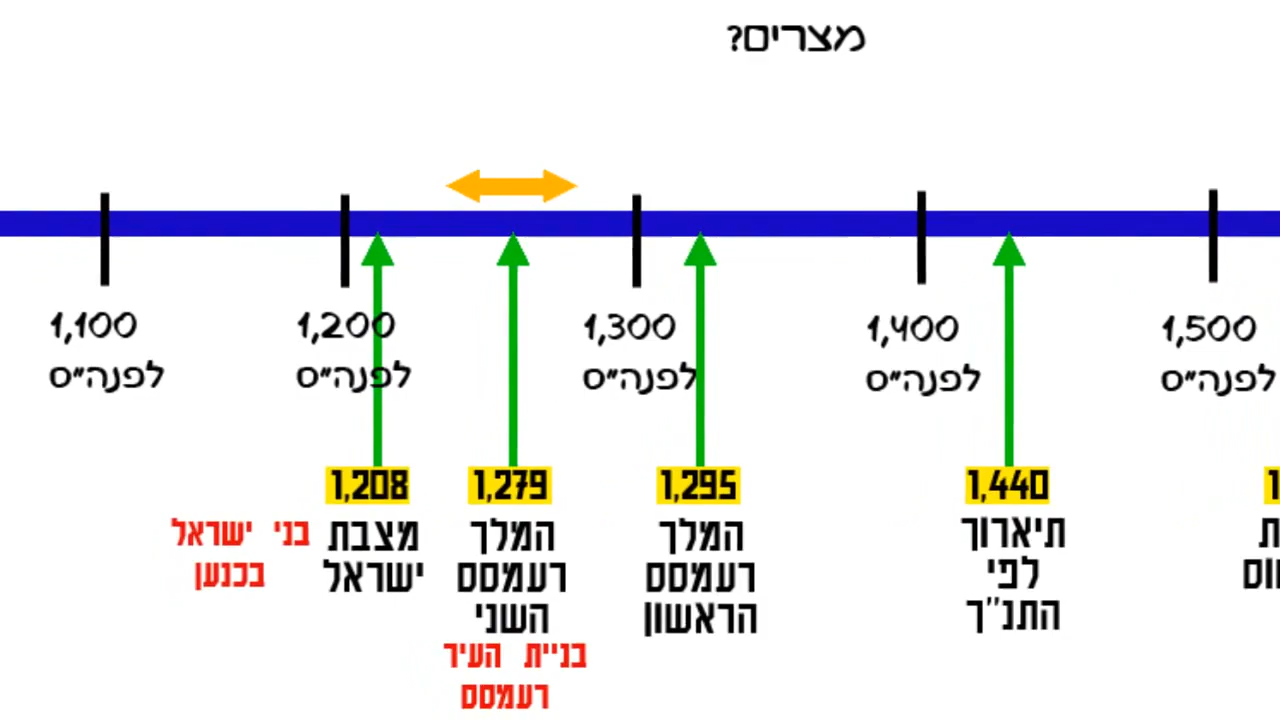 מצרים?
1,100
לפנה״ס
1,200
לפנה״ס
1,300
לפנה״ס
1,400
לפנה״ס
1,500
לפנה״ס
1,208
מצבת
ישראל
בני ישראל
בכנען
1,279
המלך
רעמסס
השני
בניית העיר
רעמסס
1,295
המלך
רעמסס
הראשון
1,440
תיארוך
לפי
התנ״ך